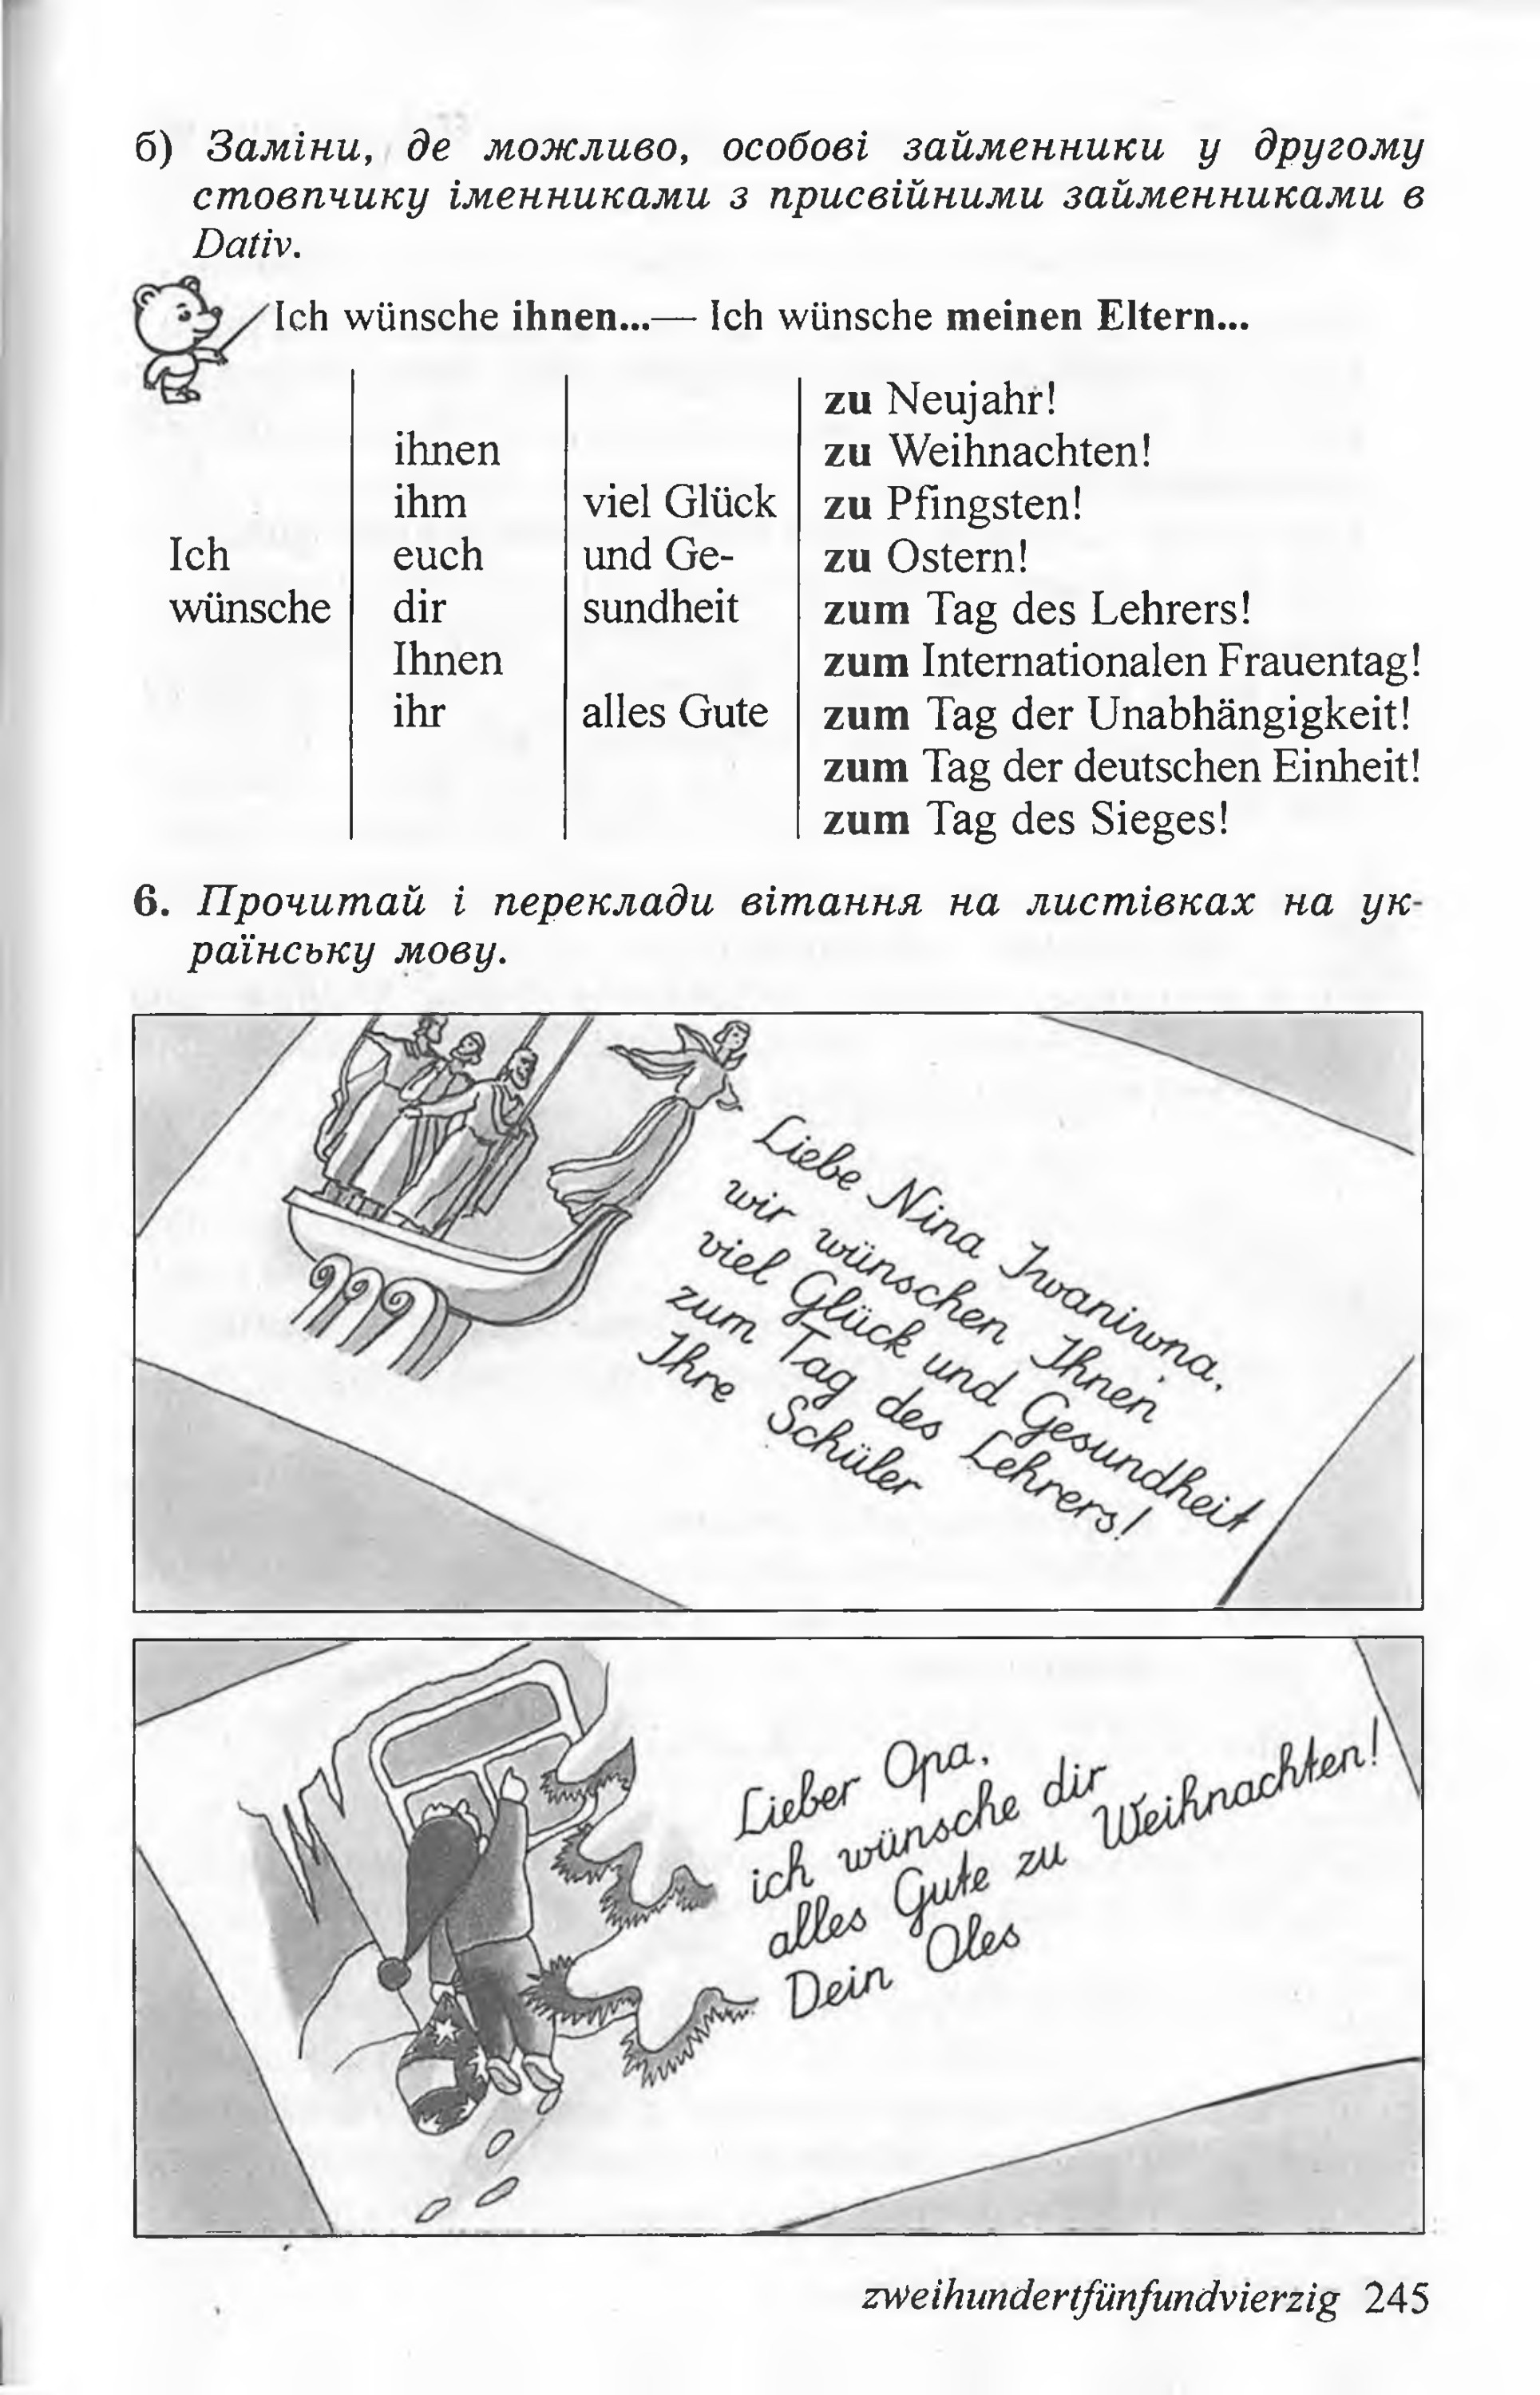 б) Заміни, де можливо, особові займенники у другому
стовпчику іменниками з присвійними займенниками в
Dativ.
Ich wünsche ihnen...— Ich wünsche meinen Eltern...
zu Neujahr!
ihnen zu Weihnachten!
ihm viel Glück zu Pfingsten!
Ich euch und Ge- zu Ostern!
wünsche dir sundheit zum Tag des Lehrers!
Ihnen zum Internationalen Frauentag!
ihr alles Gute zum Tag der Unabhängigkeit!
zum Tag der deutschen Einheit!
zum Tag des Sieges!
6. Прочитай і переклади вітання на листівках на ук-
раїнську мову.
Liebe Nina Iwaniwna,
wir wünschen Ihnen
viel Glück und Gesundheit
zum Tag des Lehrers!
Ihre Schüler
Lieber Opa,
ich wünsche dir
alles Gute zu Weihnachten!
Dein Oles
zweihundertfünfundvierzig 245